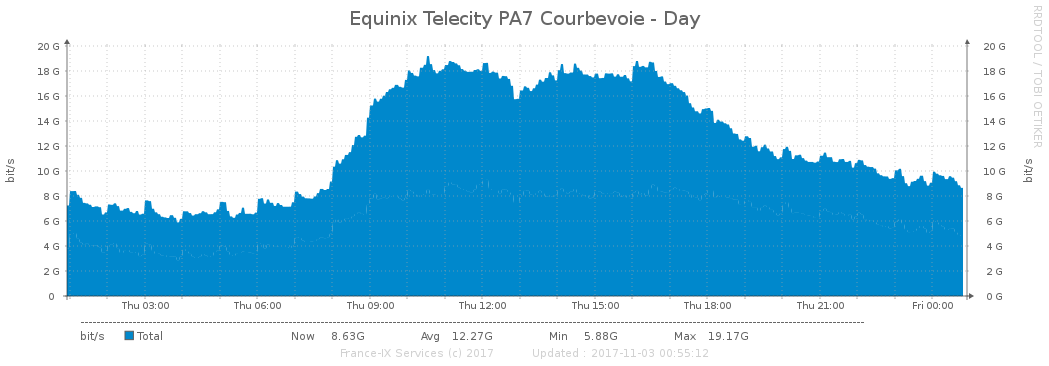 Equinix Telecity PA7 Courbevoie - Day
RRDTOOL / TOBI OETIKER
bit/s
20 G 20 G
18 G 18 G
16 G 16 G
14 G 14 G
12 G 12 G
10 G 10 G
8 G 8 G
6 G 6 G
4 G 4 G
2 G 2 G
0 0 G
bit/s
Thu 03:00 Thu 06:00 Thu 09:00 Thu 12:00 Thu 15:00 Thu 18:00 Thu 21:00 Fri 00:00
bit/s Total Now 8.63G Avg 12.27G Min 5.88G Max 19.17G
France-IX Services (c) 2017 Updated : 2017-11-03 00:55:12